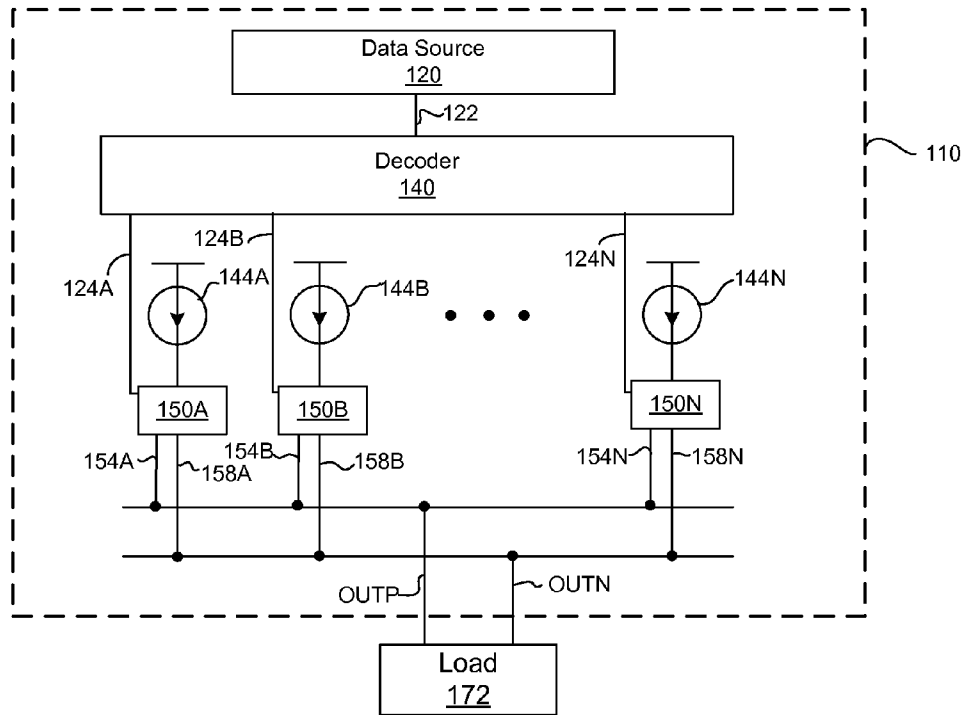 Data Source
120
122
110
Decoder
140
124A
144A
124B
144B
124N
144N
150A
150B
150N
154A
158A
154B
158B
154N
158N
OUTP
OUTN
Load
172